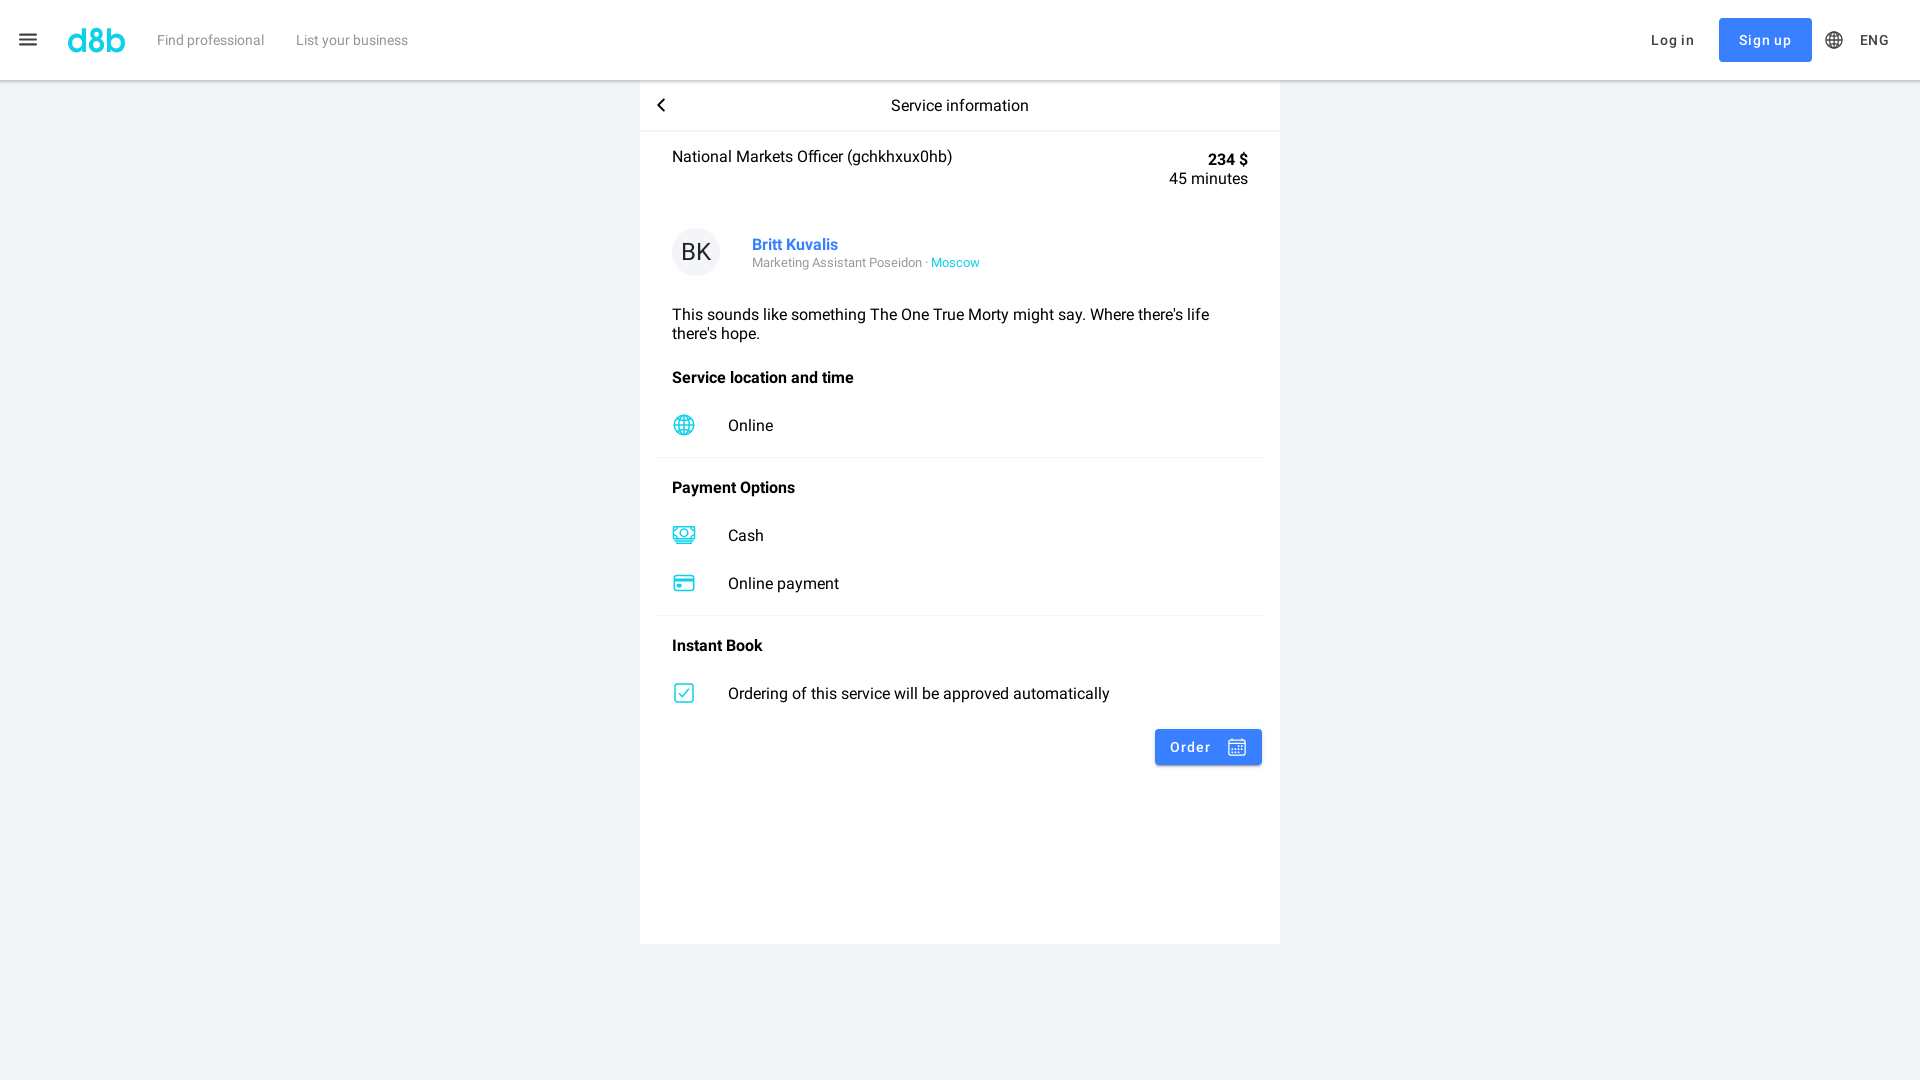 d8b
Find professional
List your business
Log in
Sign up
ENG
Service information
National Markets Officer (gchkhxux0hb)
234 $
45 minutes
BK
Britt Kuvalis
Marketing Assistant Poseidon · Moscow
This sounds like something The One True Morty might say. Where there's life
there's hope.
Service location and time
Online
Payment Options
Cash
Online payment
Instant Book
Ordering of this service will be approved automatically
Order